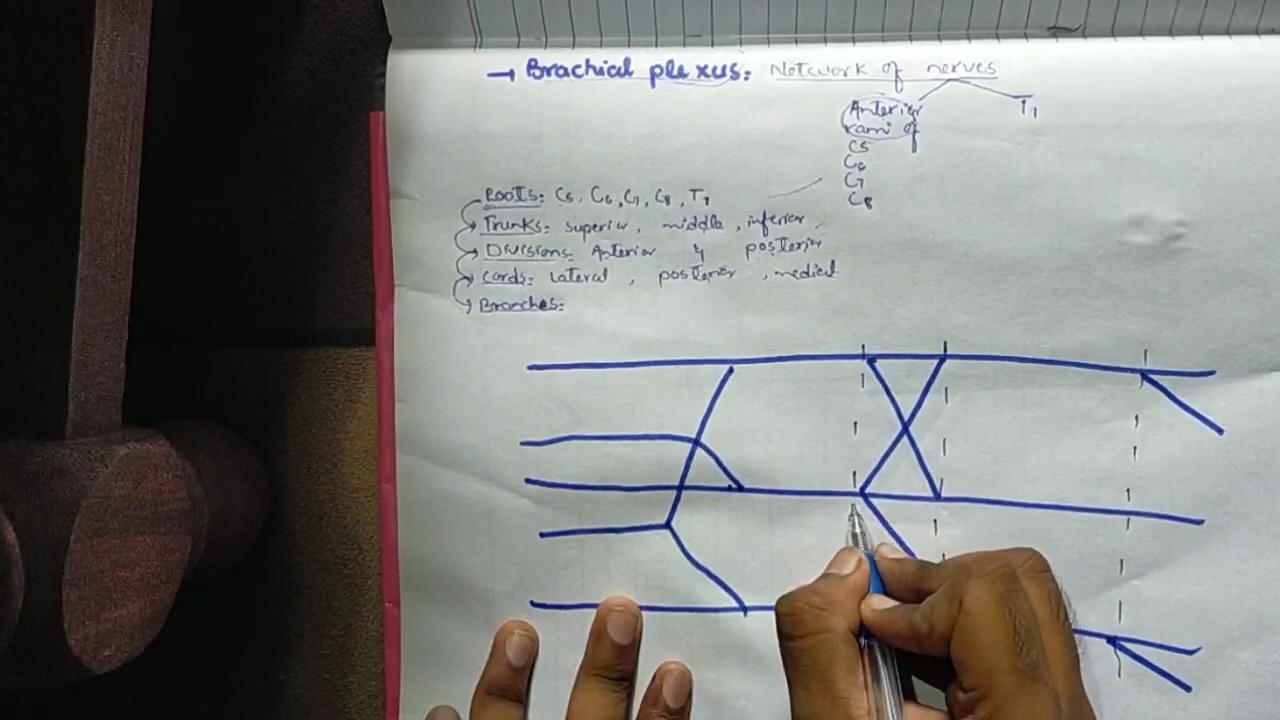 → Brachial plexus: Network of nerves
Anterior T1
rami of
C5
C6
C7
C8
Roots: C5, C6, C7, C8, T1
Trunks: superior, middle, inferior
Divisions: Anterior & posterior
Cords: Lateral, posterior, medical
Branches: